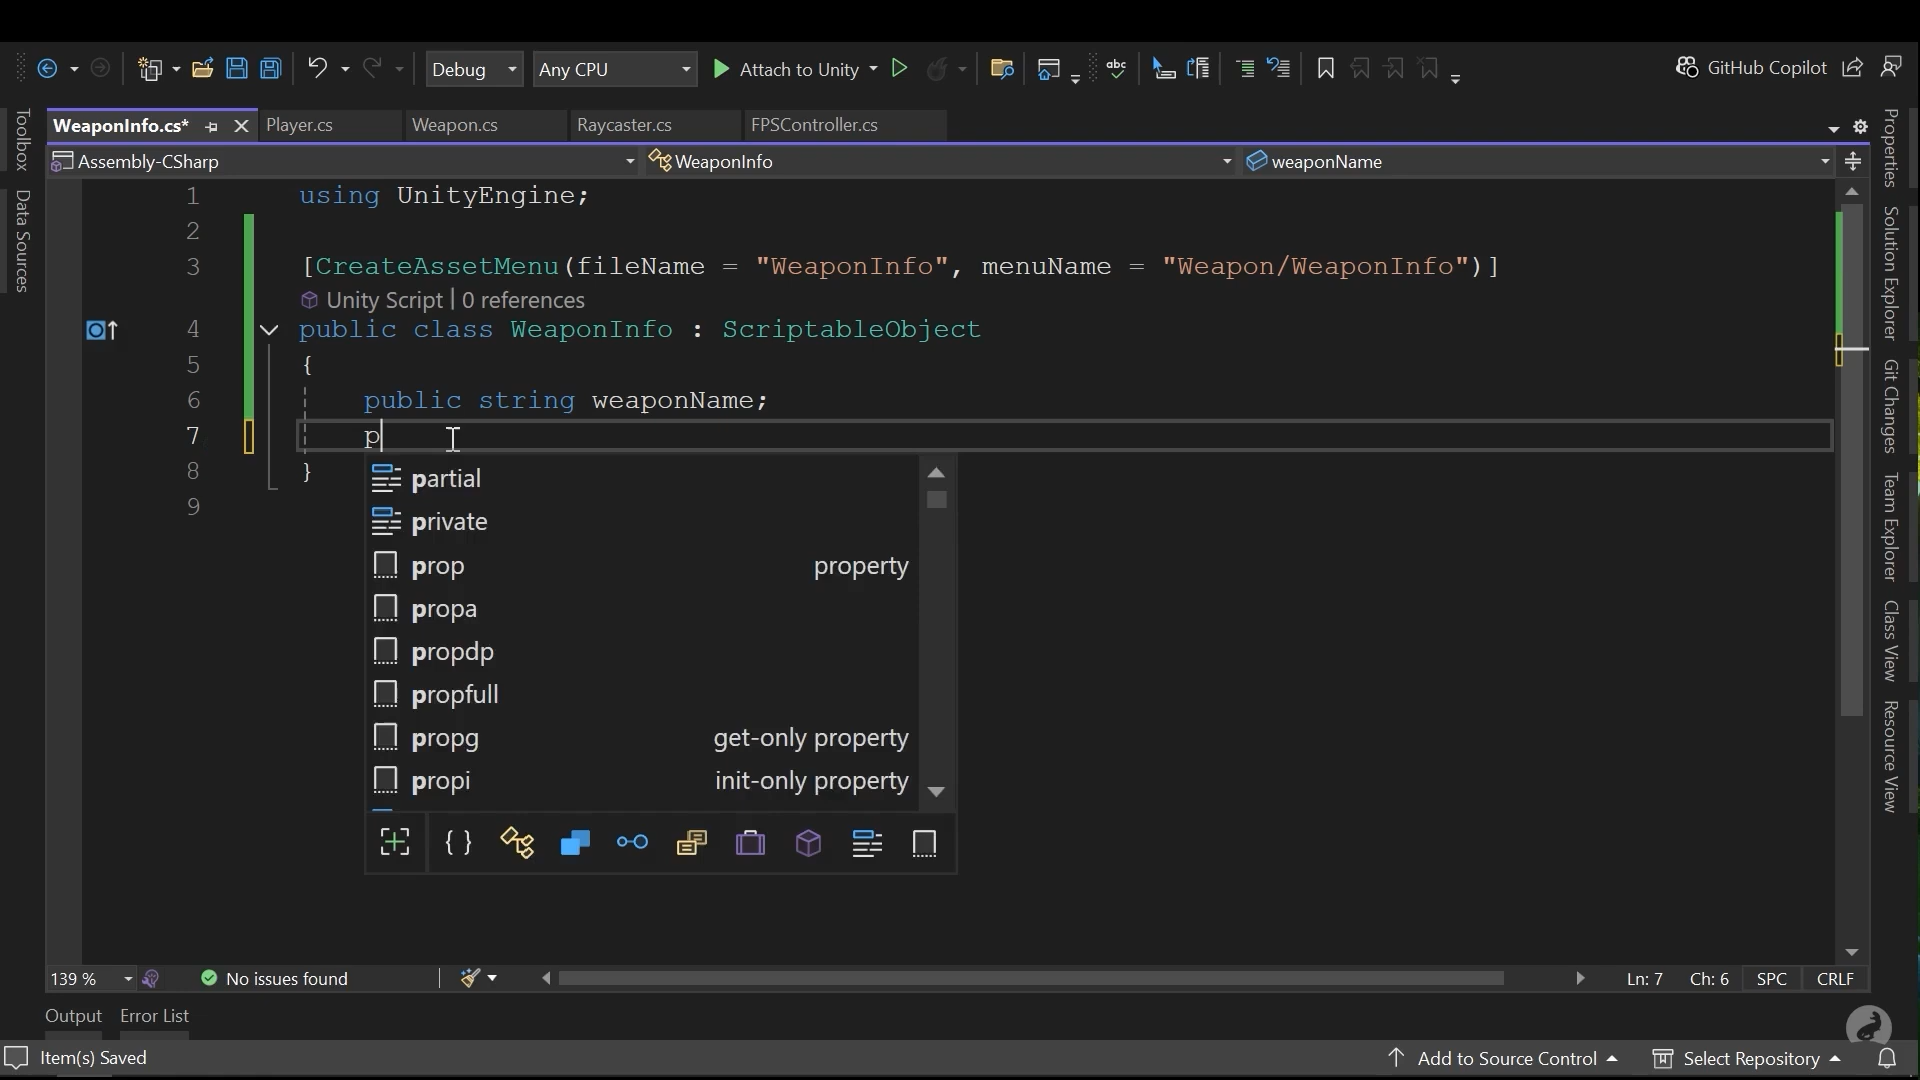 Debug
Any CPU
Attach to Unity
abc
GitHub Copilot
WeaponInfo.cs*
Player.cs
Weapon.cs
Raycaster.cs
FPSController.cs
Assembly-CSharp
WeaponInfo
weaponName
Toolbox
Data Sources
1 using UnityEngine;
2
3 [CreateAssetMenu(fileName = "WeaponInfo", menuName = "Weapon/WeaponInfo")]
Unity Script | 0 references
4 public class WeaponInfo : ScriptableObject
5 {
6 public string weaponName;
7 p
8 }
9
partial
private
prop property
propa
propdp
propfull
propg get-only property
propi init-only property
{ }
Properties
Solution Explorer
Git Changes
Team Explorer
Class View
Resource View
139 %
No issues found
Ln: 7
Ch: 6
SPC
CRLF
Output
Error List
Item(s) Saved
Add to Source Control
Select Repository